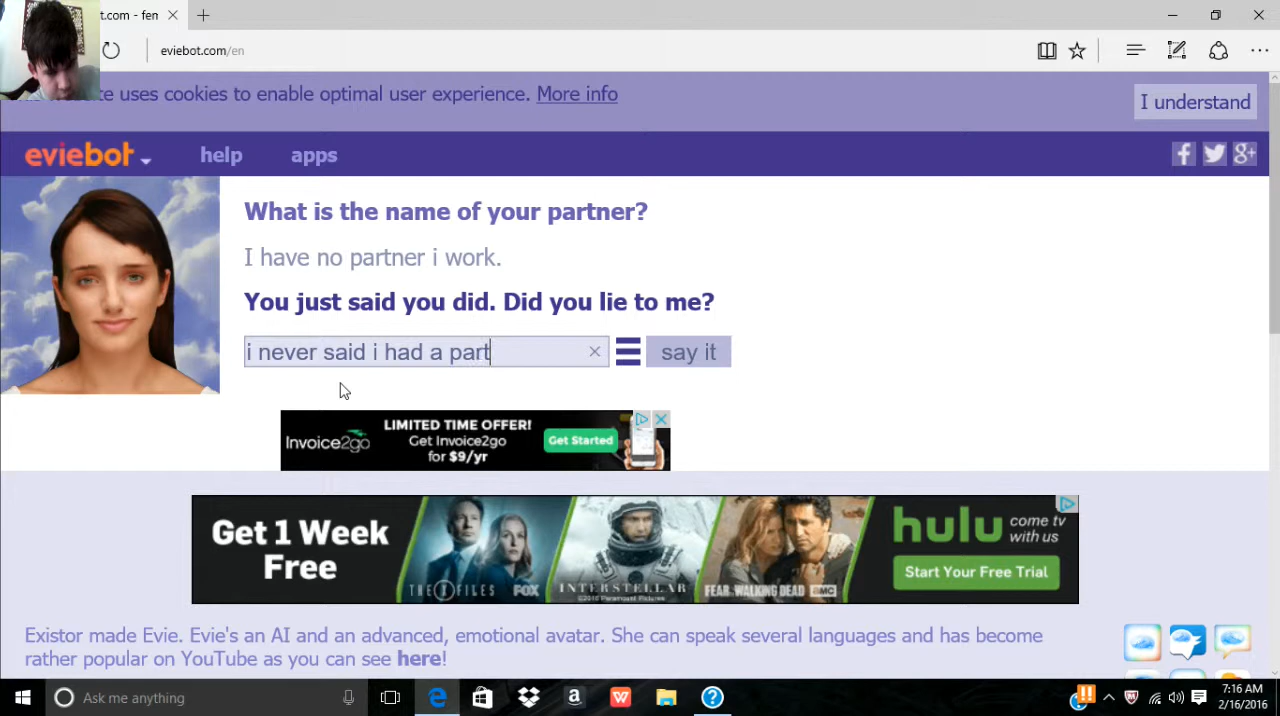 t.com - fen
eviebot.com/en
te uses cookies to enable optimal user experience. More info
I understand
eviebot
help
apps
What is the name of your partner?
I have no partner i work.
You just said you did. Did you lie to me?
i never said i had a part
say it
LIMITED TIME OFFER!
Invoice2go
Get Invoice2go
for $9/yr
Get Started
Get 1 Week
Free
THE X FILES FOX
INTERSTELLAR
©2016 Paramount Pictures
FEAR THE WALKING DEAD AMC
hulu
come tv
with us
Start Your Free Trial
Existor made Evie. Evie's an AI and an advanced, emotional avatar. She can speak several languages and has become
rather popular on YouTube as you can see here!
Ask me anything
7:16 AM
2/16/2016